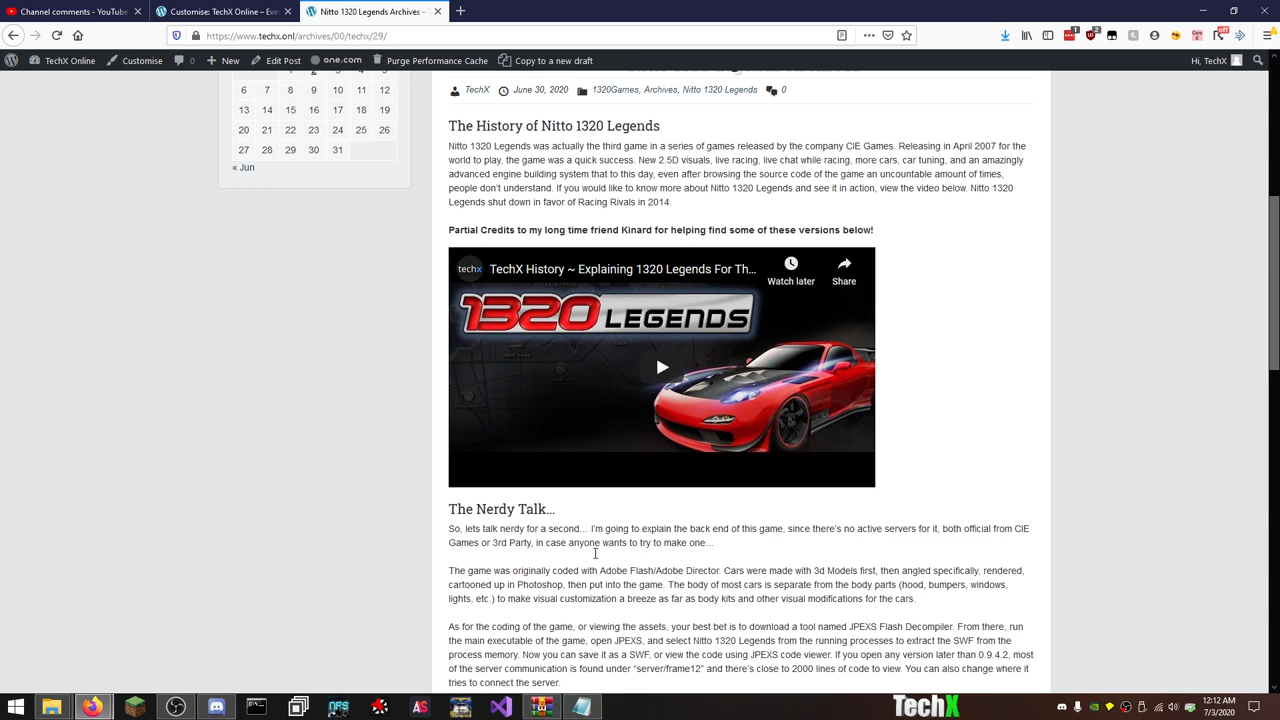 Channel comments - YouTube
Customise: TechX Online – Eve
Nitto 1320 Legends Archives –
https://www.techx.onl/archives/00/techx/29/
TechX Online
Customise
0
New
Edit Post
one.com
Purge Performance Cache
Copy to a new draft
Hi, TechX
off
1
2
1 2 3 4 5
6 7 8 9 10 11 12
13 14 15 16 17 18 19
20 21 22 23 24 25 26
27 28 29 30 31
« Jun
TechX June 30, 2020 1320Games, Archives, Nitto 1320 Legends 0
The History of Nitto 1320 Legends
Nitto 1320 Legends was actually the third game in a series of games released by the company CIE Games. Releasing in April 2007 for the
world to play, the game was a quick success. New 2.5D visuals, live racing, live chat while racing, more cars, car tuning, and an amazingly
advanced engine building system that to this day, even after browsing the source code of the game an uncountable amount of times,
people don't understand. If you would like to know more about Nitto 1320 Legends and see it in action, view the video below. Nitto 1320
Legends shut down in favor of Racing Rivals in 2014.
Partial Credits to my long time friend Kinard for helping find some of these versions below!
techx
TechX History ~ Explaining 1320 Legends For Th...
Watch later
Share
1320 LEGENDS
The Nerdy Talk…
So, lets talk nerdy for a second… I'm going to explain the back end of this game, since there's no active servers for it, both official from CIE
Games or 3rd Party, in case anyone wants to try to make one…
The game was originally coded with Adobe Flash/Adobe Director. Cars were made with 3d Models first, then angled specifically, rendered,
cartooned up in Photoshop, then put into the game. The body of most cars is separate from the body parts (hood, bumpers, windows,
lights, etc.) to make visual customization a breeze as far as body kits and other visual modifications for the cars.
As for the coding of the game, or viewing the assets, your best bet is to download a tool named JPEXS Flash Decompiler. From there, run
the main executable of the game, open JPEXS, and select Nitto 1320 Legends from the running processes to extract the SWF from the
process memory. Now you can save it as a SWF, or view the code using JPEXS code viewer. If you open any version later than 0.9.4.2, most
of the server communication is found under “server/frame12” and there's close to 2000 lines of code to view. You can also change where it
tries to connect the server.
AS
TechX
12:12 AM
7/3/2020